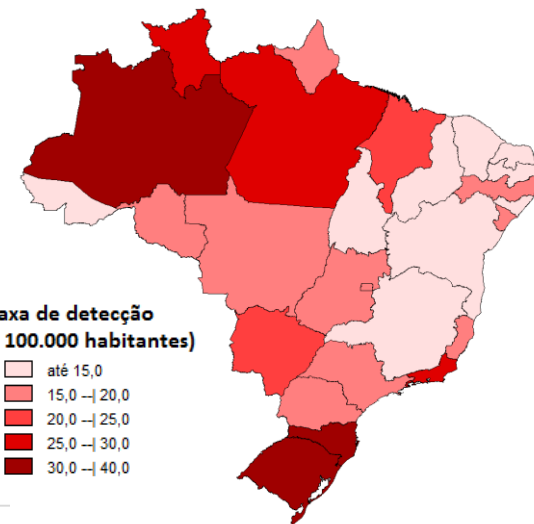 axa de detecção
100.000 habitantes)
até 15,0
15,0 --| 20,0
20,0 --| 25,0
25,0 --| 30,0
30,0 --| 40,0